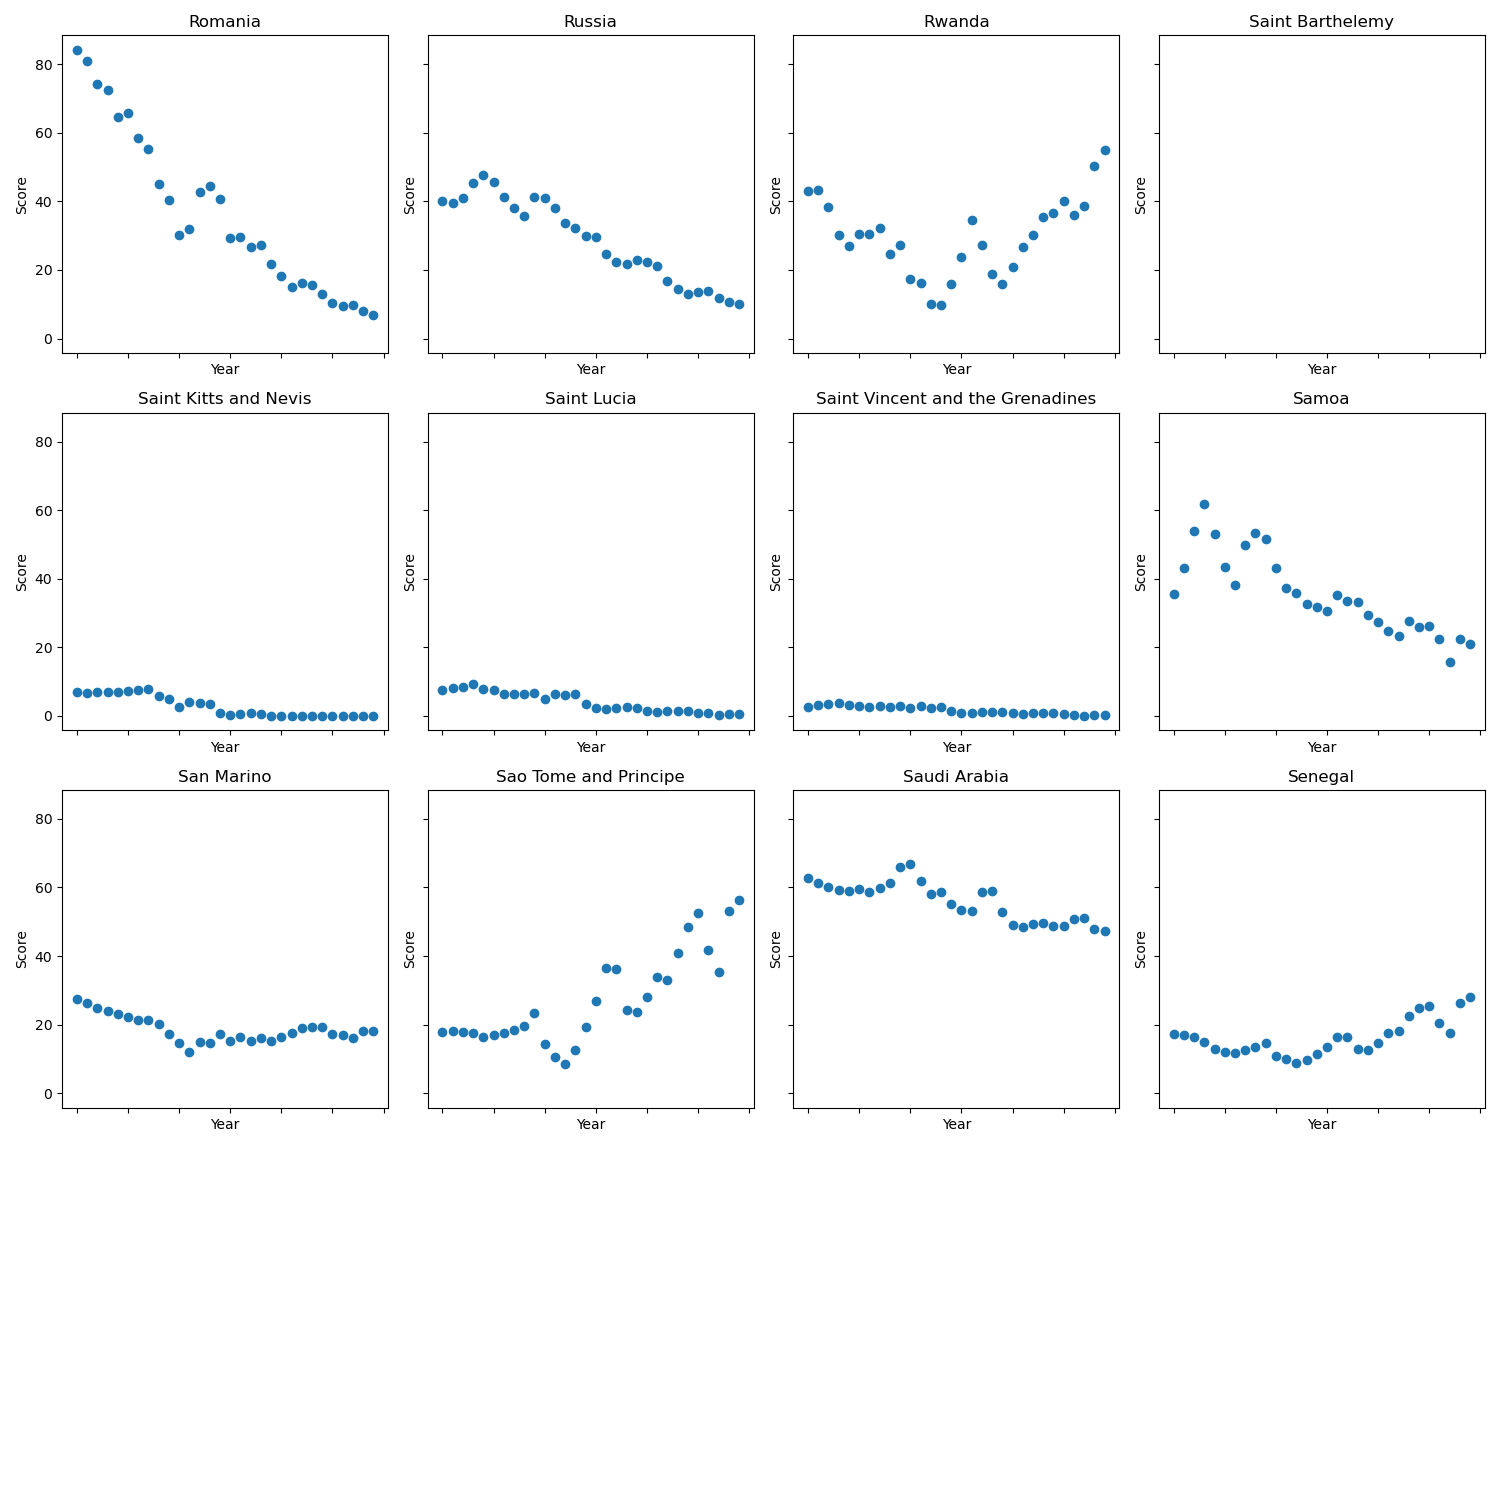 Romania
Russia
Rwanda
Saint Barthelemy
80
60
40
20
0
Score
Score
Score
Score
Year
Year
Year
Year
Saint Kitts and Nevis
Saint Lucia
Saint Vincent and the Grenadines
Samoa
80
60
40
20
0
Score
Score
Score
Score
Year
Year
Year
Year
San Marino
Sao Tome and Principe
Saudi Arabia
Senegal
80
60
40
20
0
Score
Score
Score
Score
Year
Year
Year
Year